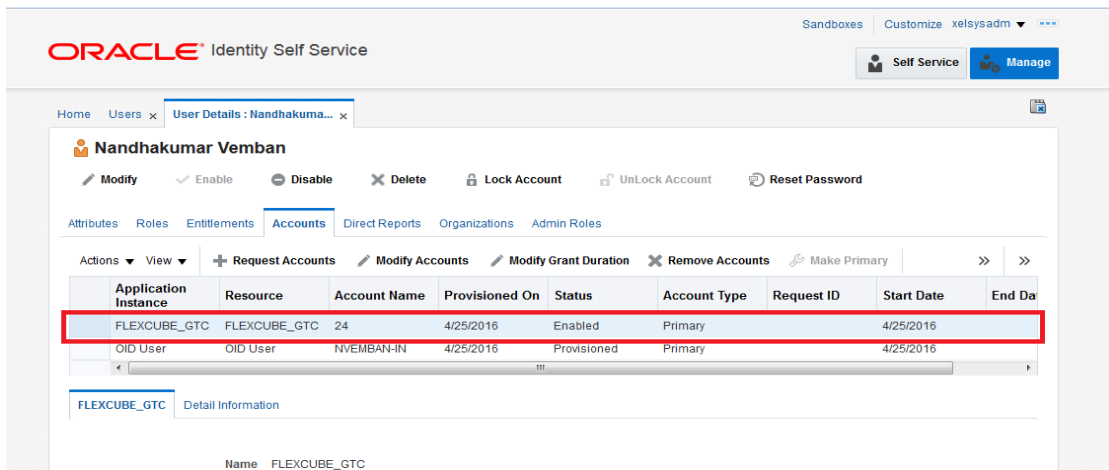 Sandboxes Customize xelsysadm
ORACLE® Identity Self Service
Self Service Manage
Home Users x User Details : Nandhakuma... x
Nandhakumar Vemban
Modify Enable Disable Delete Lock Account UnLock Account Reset Password
Attributes Roles Entitlements Accounts Direct Reports Organizations Admin Roles
Actions View Request Accounts Modify Accounts Modify Grant Duration Remove Accounts Make Primary » »
Application Instance Resource Account Name Provisioned On Status Account Type Request ID Start Date End Dat
FLEXCUBE_GTC FLEXCUBE_GTC 24 4/25/2016 Enabled Primary 4/25/2016
OID User OID User NVEMBAN-IN 4/25/2016 Provisioned Primary 4/25/2016
FLEXCUBE_GTC Detail Information
Name FLEXCUBE_GTC